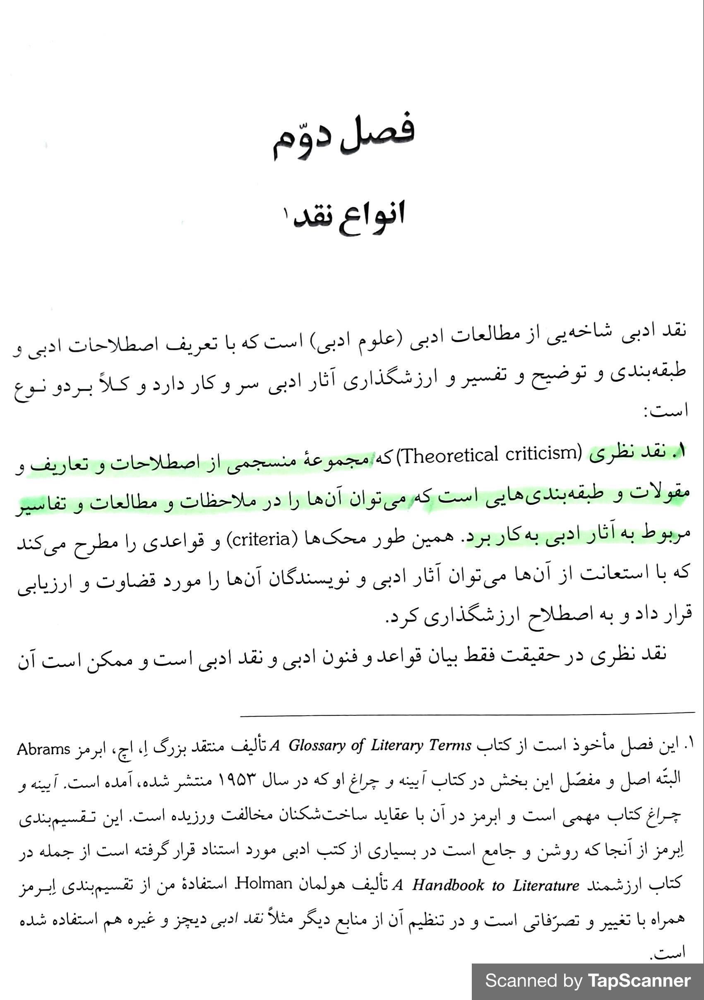 فصل دوّم
انواع نقد۱
نقد ادبی شاخه‌یی از مطالعات ادبی (علوم ادبی) است که با تعریف اصطلاحات ادبی و
طبقه‌بندی و توضیح و تفسیر و ارزشگذاری آثار ادبی سر و کار دارد و کلاً بر دو نوع
است:
۱. نقد نظری (Theoretical criticism) که مجموعۀ منسجمی از اصطلاحات و تعاریف و
مقولات و طبقه‌بندی‌هایی است که می‌توان آن‌ها را در ملاحظات و مطالعات و تفاسیر
مربوط به آثار ادبی به‌کار برد. همین طور محک‌ها (criteria) و قواعدی را مطرح می‌کند
که با استعانت از آن‌ها می‌توان آثار ادبی و نویسندگان آن‌ها را مورد قضاوت و ارزیابی
قرار داد و به اصطلاح ارزشگذاری کرد.
نقد نظری در حقیقت فقط بیان قواعد و فنون ادبی و نقد ادبی است و ممکن است آن
۱. این فصل مأخوذ است از کتاب A Glossary of Literary Terms تألیف منتقد بزرگ اِ، اچ، ابرمز Abrams
البتّه اصل و مفصّل این بخش در کتاب آیینه و چراغ او که در سال ۱۹۵۳ منتشر شده، آمده است. آیینه و
چراغ کتاب مهمی است و ابرمز در آن با عقاید ساخت‌شکنان مخالفت ورزیده است. این تقسیم‌بندی
اِبرمز از آنجا که روشن و جامع است در بسیاری از کتب ادبی مورد استناد قرار گرفته است از جمله در
کتاب ارزشمند A Handbook to Literature تألیف هولمان Holman. استفادۀ من از تقسیم‌بندی اِبرمز
همراه با تغییر و تصرّفاتی است و در تنظیم آن از منابع دیگر مثلاً نقد ادبی دیچز و غیره هم استفاده شده
است.
Scanned by TapScanner